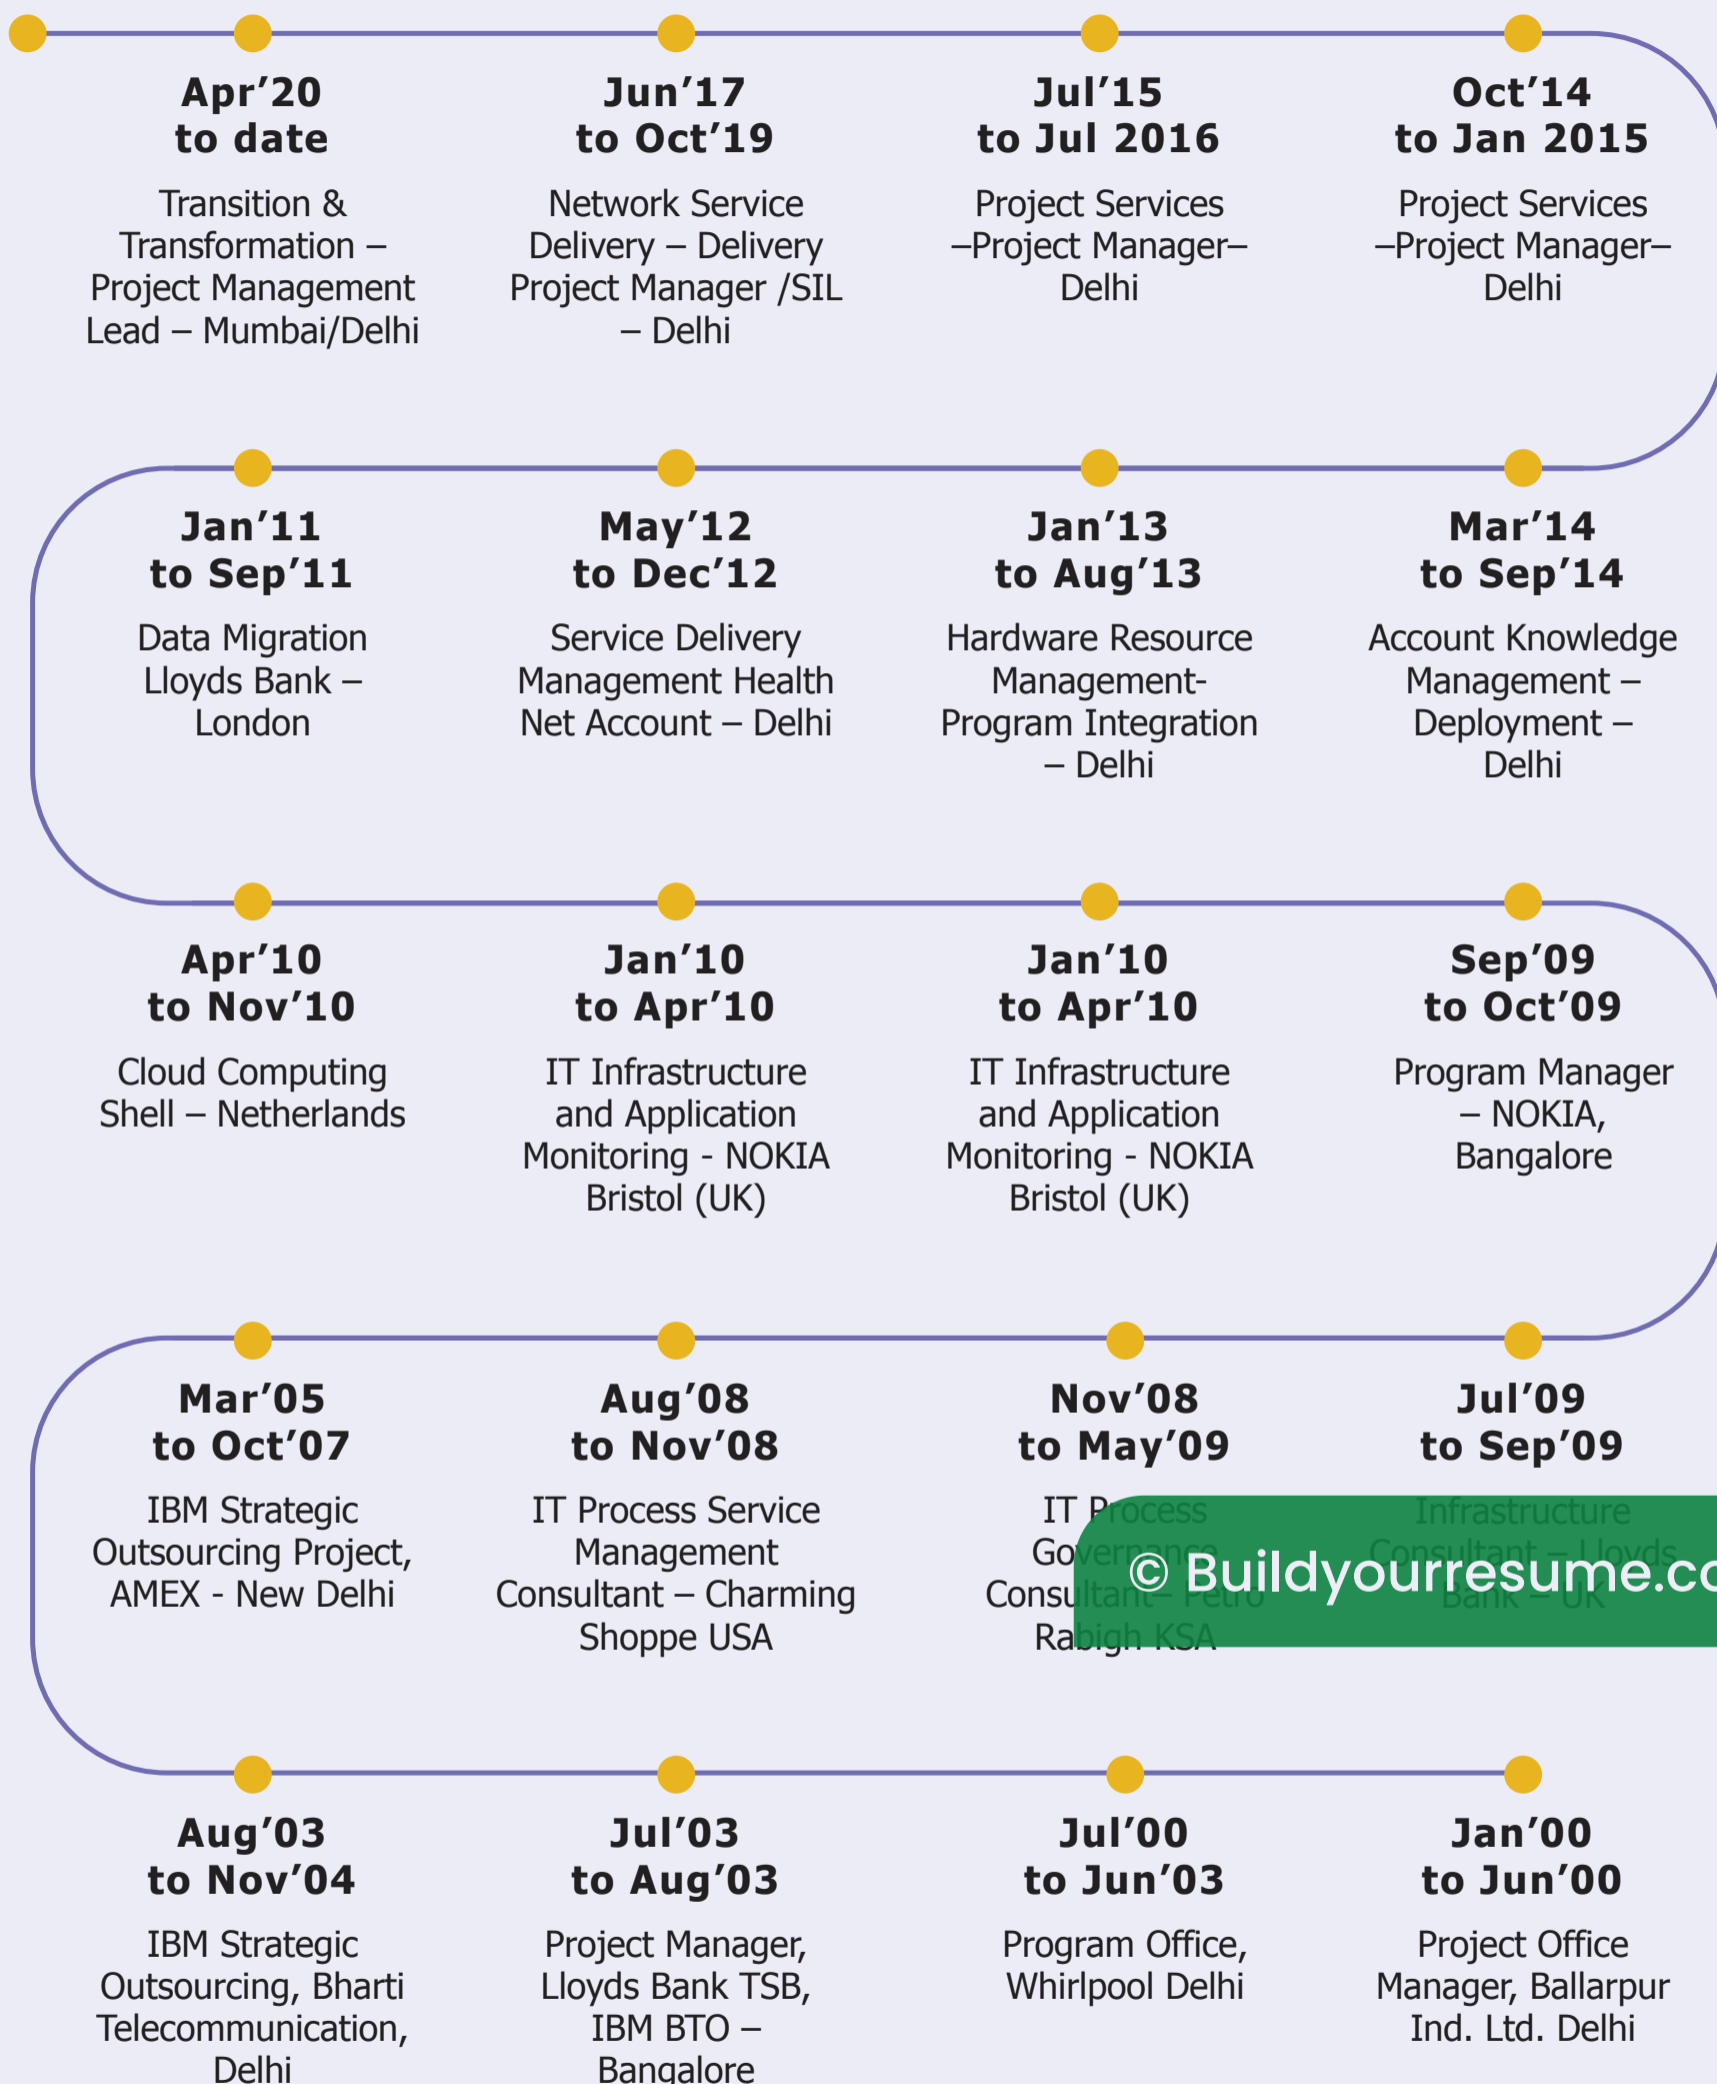 Apr’20
to date
Transition &
Transformation –
Project Management
Lead – Mumbai/Delhi
Jun’17
to Oct’19
Network Service
Delivery – Delivery
Project Manager /SIL
– Delhi
Jul’15
to Jul 2016
Project Services
–Project Manager–
Delhi
Oct’14
to Jan 2015
Project Services
–Project Manager–
Delhi
Jan’11
to Sep’11
Data Migration
Lloyds Bank –
London
May’12
to Dec’12
Service Delivery
Management Health
Net Account – Delhi
Jan’13
to Aug’13
Hardware Resource
Management-
Program Integration
– Delhi
Mar’14
to Sep’14
Account Knowledge
Management –
Deployment –
Delhi
Apr’10
to Nov’10
Cloud Computing
Shell – Netherlands
Jan’10
to Apr’10
IT Infrastructure
and Application
Monitoring - NOKIA
Bristol (UK)
Jan’10
to Apr’10
IT Infrastructure
and Application
Monitoring - NOKIA
Bristol (UK)
Sep’09
to Oct’09
Program Manager
– NOKIA,
Bangalore
Mar’05
to Oct’07
IBM Strategic
Outsourcing Project,
AMEX - New Delhi
Aug’08
to Nov’08
IT Process Service
Management
Consultant – Charming
Shoppe USA
Nov’08
to May’09
IT Process
Governance
Consultant– Petro
Rabigh KSA
Jul’09
to Sep’09
Infrastructure
Consultant – Lloyds
Bank – UK
© Buildyourresume.co
Aug’03
to Nov’04
IBM Strategic
Outsourcing, Bharti
Telecommunication,
Delhi
Jul’03
to Aug’03
Project Manager,
Lloyds Bank TSB,
IBM BTO –
Bangalore
Jul’00
to Jun’03
Program Office,
Whirlpool Delhi
Jan’00
to Jun’00
Project Office
Manager, Ballarpur
Ind. Ltd. Delhi